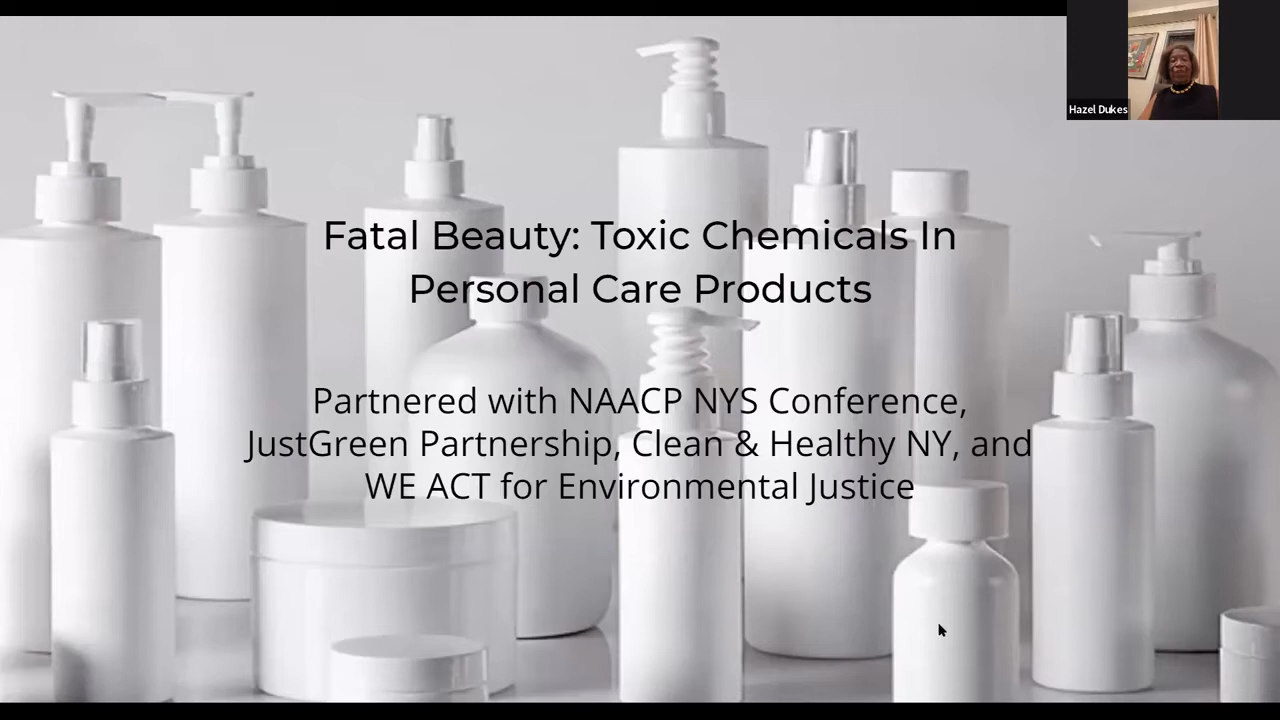 Hazel Dukes
Fatal Beauty: Toxic Chemicals In
Personal Care Products
Partnered with NAACP NYS Conference,
JustGreen Partnership, Clean & Healthy NY, and
WE ACT for Environmental Justice